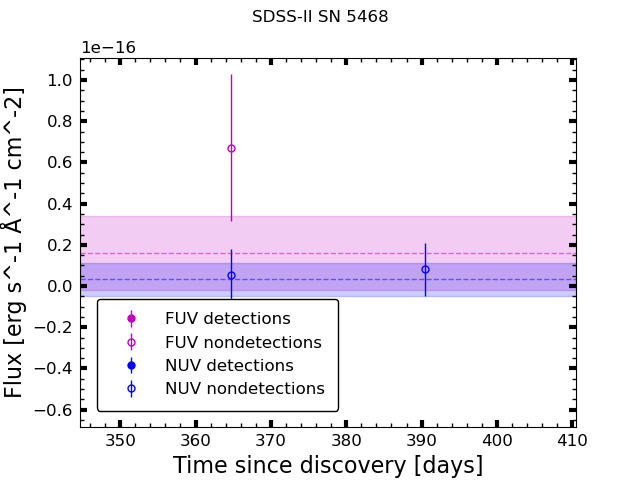 SDSS-II SN 5468
1e−16
1.0
0.8
0.6
0.4
0.2
0.0
−0.2
−0.4
−0.6
Flux [erg s^-1 Å^-1 cm^-2]
FUV detections
FUV nondetections
NUV detections
NUV nondetections
350 360 370 380 390 400 410
Time since discovery [days]